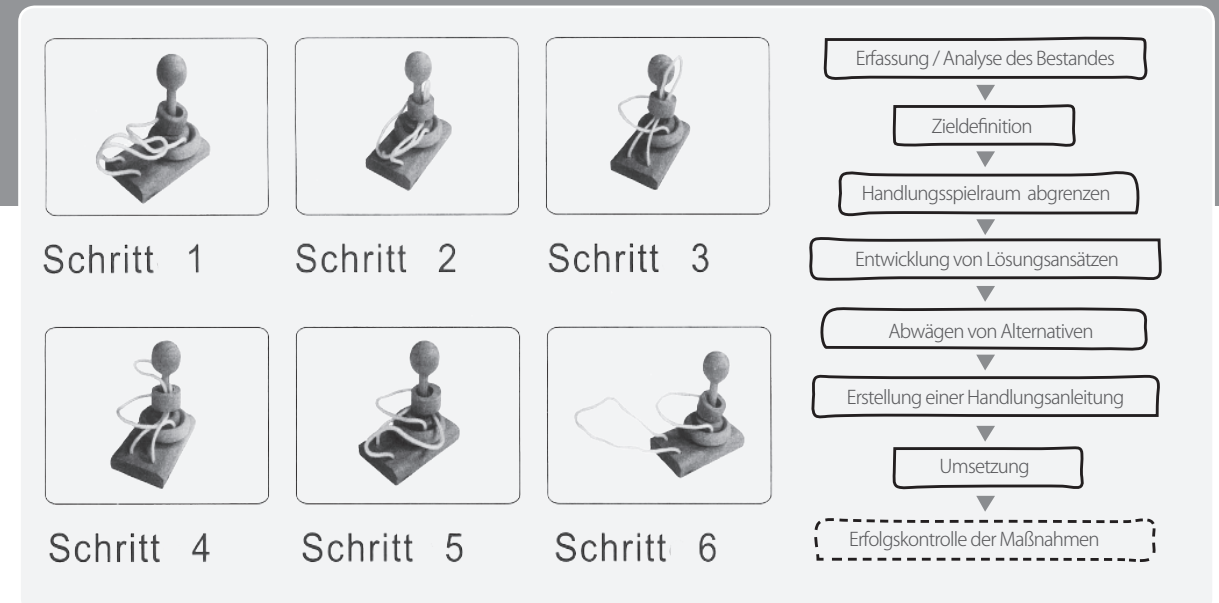 Schritt 1
Schritt 2
Schritt 3
Schritt 4
Schritt 5
Schritt 6
Erfassung / Analyse des Bestandes
Zieldefinition
Handlungsspielraum abgrenzen
Entwicklung von Lösungsansätzen
Abwägen von Alternativen
Erstellung einer Handlungsanleitung
Umsetzung
Erfolgskontrolle der Maßnahmen